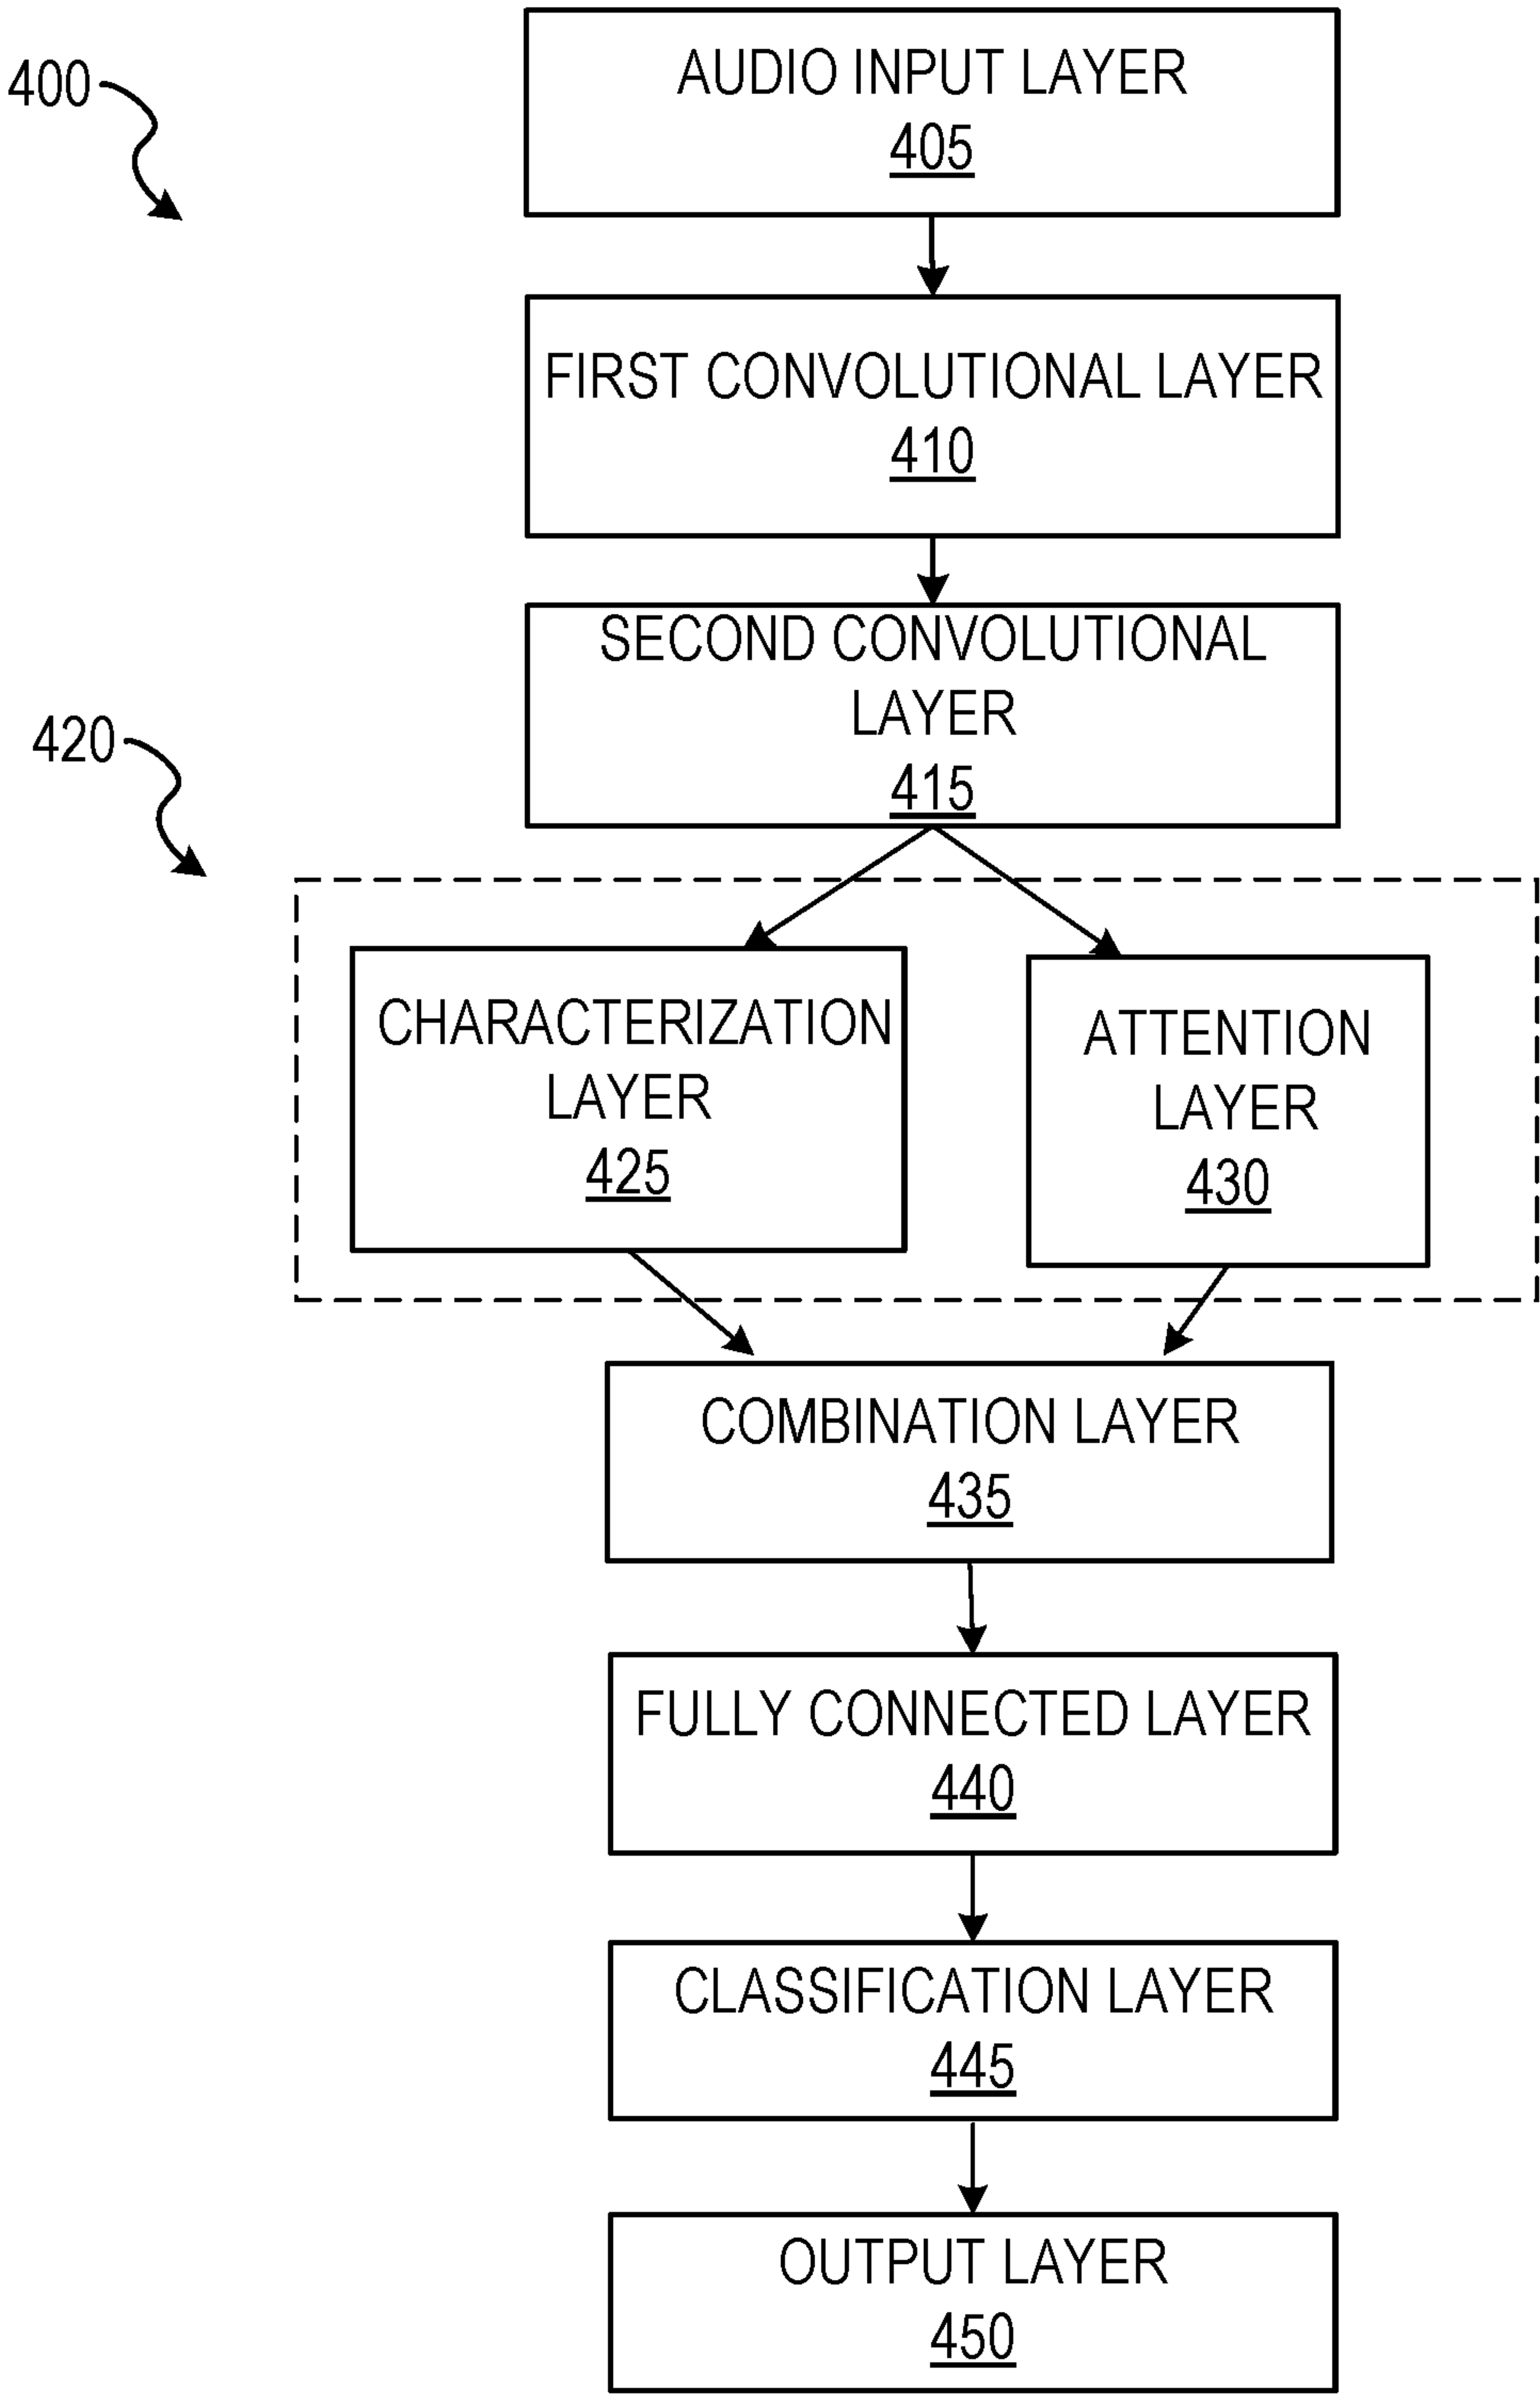 400
AUDIO INPUT LAYER
405
FIRST CONVOLUTIONAL LAYER
410
SECOND CONVOLUTIONAL
LAYER
415
420
CHARACTERIZATION
LAYER
425
ATTENTION
LAYER
430
COMBINATION LAYER
435
FULLY CONNECTED LAYER
440
CLASSIFICATION LAYER
445
OUTPUT LAYER
450